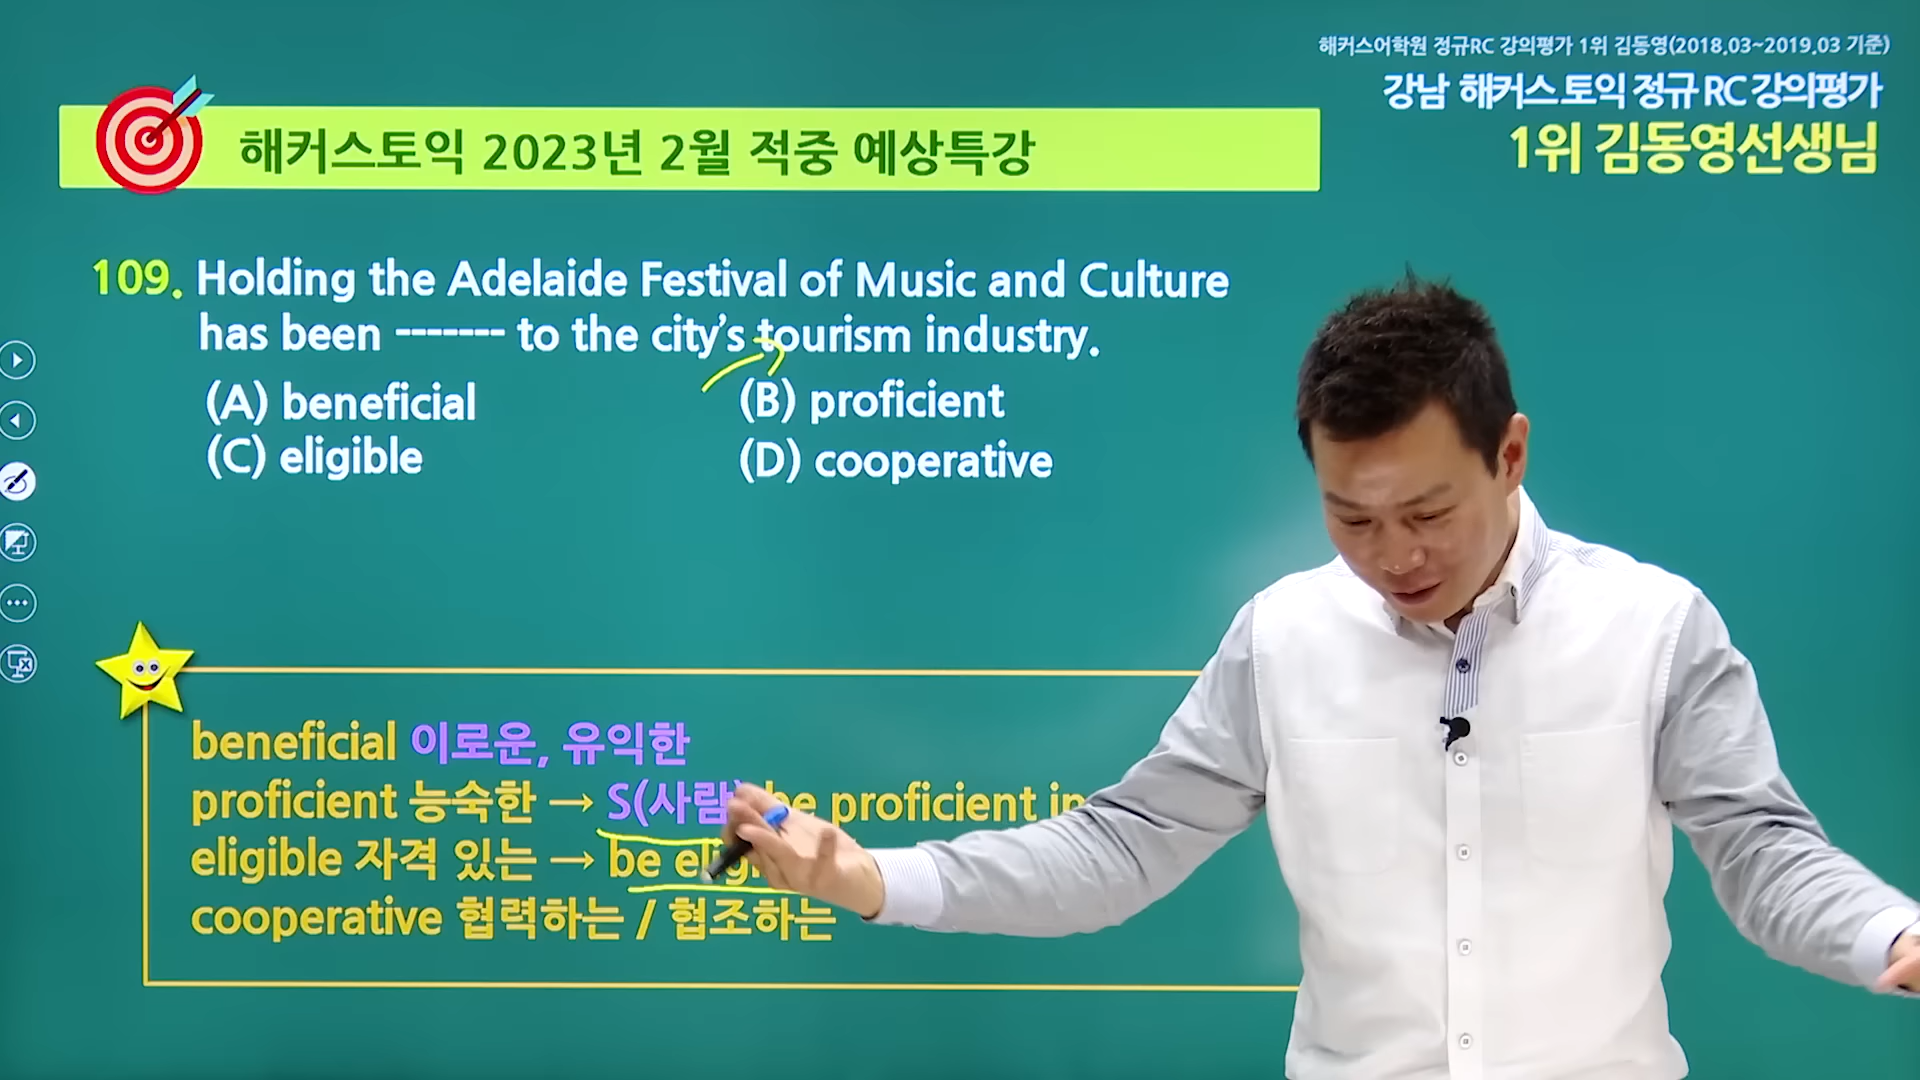 해커스어학원 정규RC 강의평가 1위 김동영(2018.03~2019.03 기준)
강남 해커스 토익 정규 RC 강의평가
1위 김동영선생님
해커스토익 2023년 2월 적중 예상특강
109. Holding the Adelaide Festival of Music and Culture
has been ------- to the city's tourism industry.
(A) beneficial (B) proficient
(C) eligible (D) cooperative
beneficial 이로운, 유익한
proficient 능숙한 → S(사람) be proficient in
eligible 자격 있는 → be
cooperative 협력하는 / 협조하는